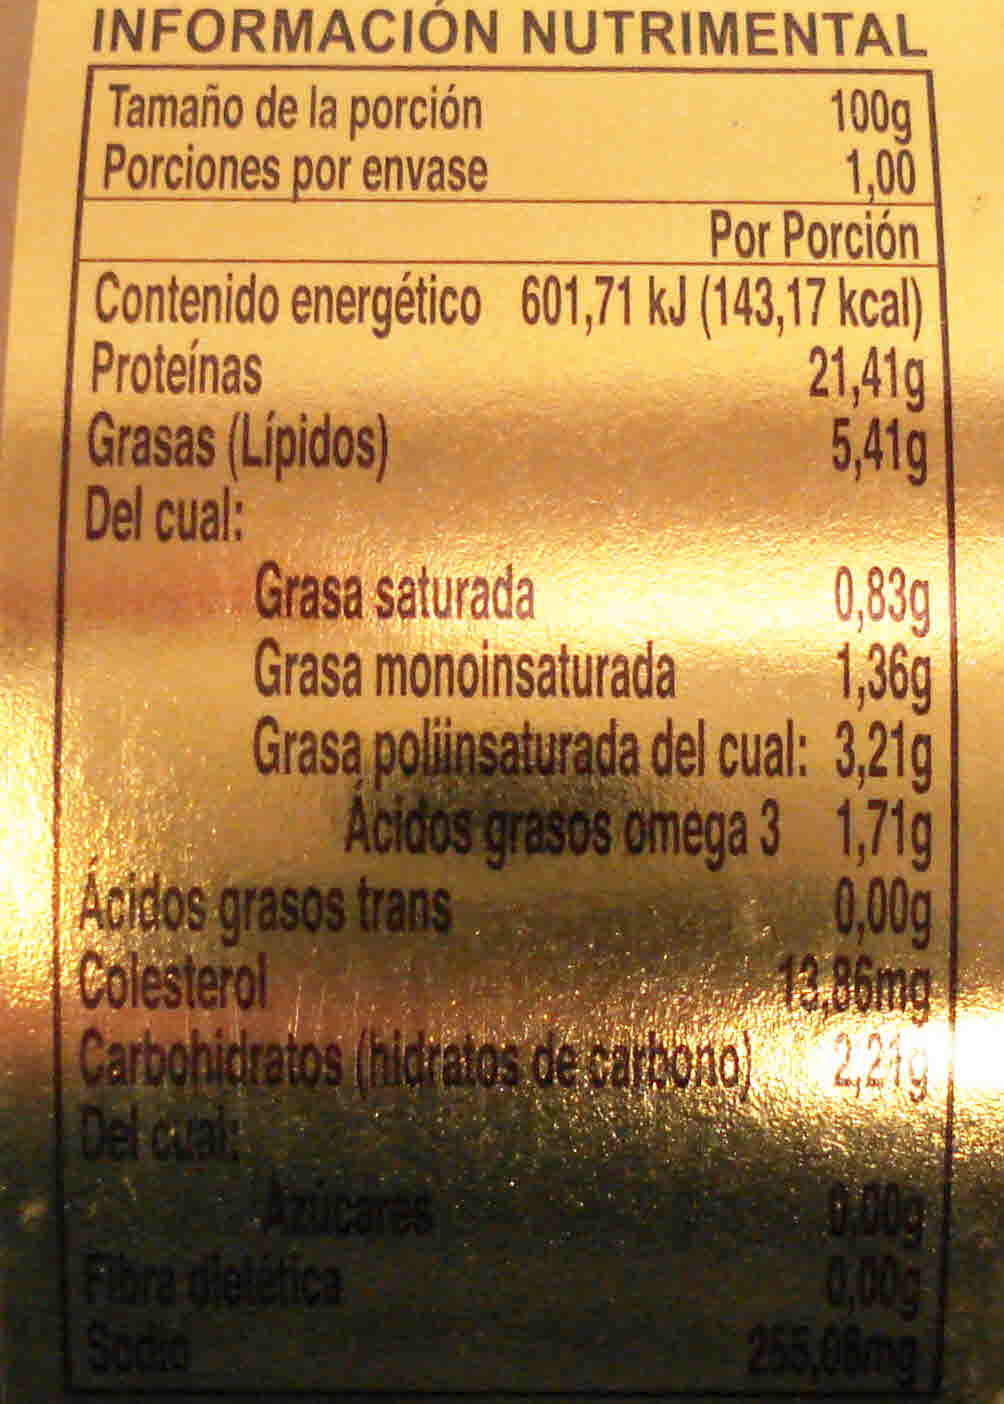 INFORMACIÓN NUTRIMENTAL
Tamaño de la porción 100g
Porciones por envase 1,00
Por Porción
Contenido energético 601,71 kJ (143,17 kcal)
Proteínas 21,41g
Grasas (Lípidos) 5,41g
Del cual:
Grasa saturada 0,83g
Grasa monoinsaturada 1,36g
Grasa poliinsaturada del cual: 3,21g
Ácidos grasos omega 3 1,71g
Ácidos grasos trans 0,00g
Colesterol 13,86mg
Carbohidratos (hidratos de carbono) 2,21g
Del cual:
Azúcares 0,00g
Fibra dietética 0,00g
Sodio